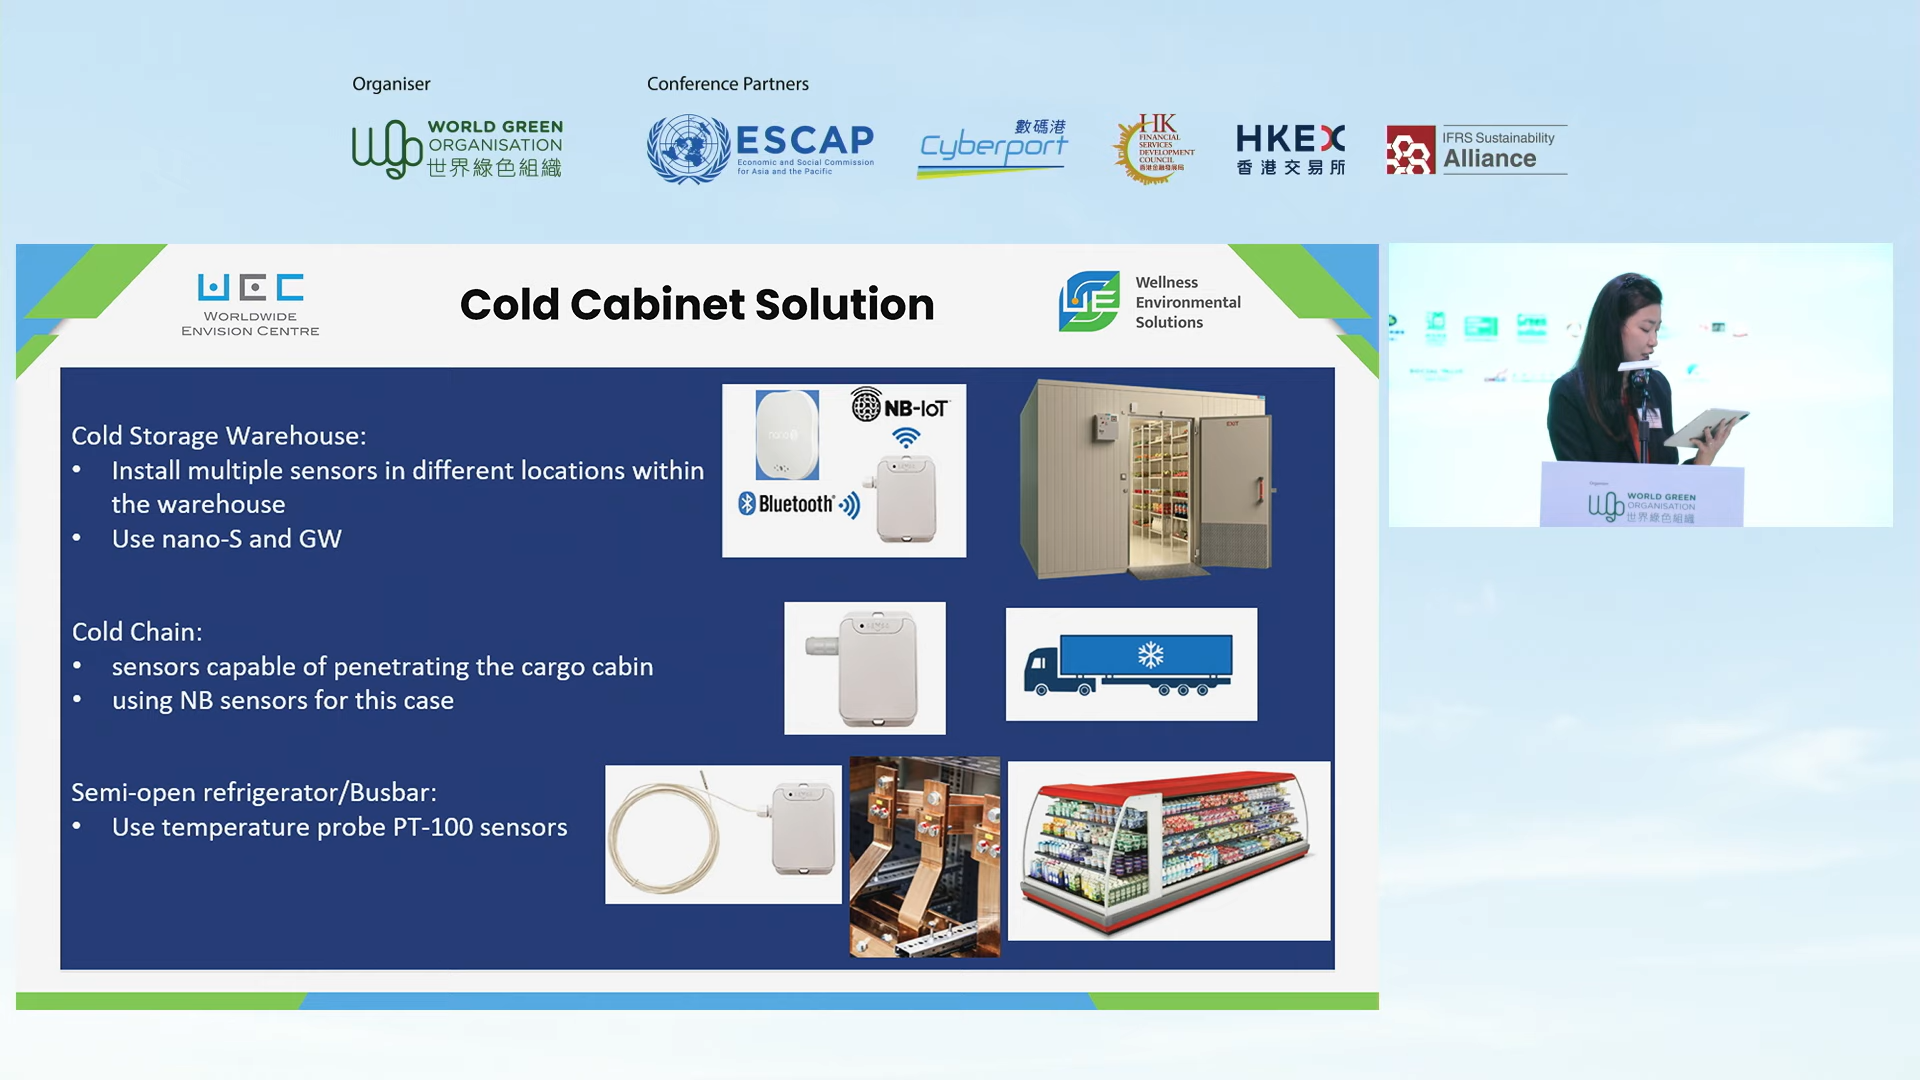 Organiser
WORLD GREEN
ORGANISATION
世界綠色組織
Conference Partners
ESCAP
Economic and Social Commission
for Asia and the Pacific
數碼港
Cyberport
HK
FINANCIAL
SERVICES
DEVELOPMENT
COUNCIL
香港金融發展局
HKEX
香港交易所
IFRS Sustainability
Alliance
WEC
WORLDWIDE
ENVISION CENTRE
Cold Cabinet Solution
Wellness
Environmental
Solutions
Cold Storage Warehouse:
• Install multiple sensors in different locations within
the warehouse
• Use nano-S and GW
NB-IoT
Bluetooth
EXIT
Cold Chain:
• sensors capable of penetrating the cargo cabin
• using NB sensors for this case
Semi-open refrigerator/Busbar:
• Use temperature probe PT-100 sensors
WORLD GREEN
ORGANISATION
世界綠色組織